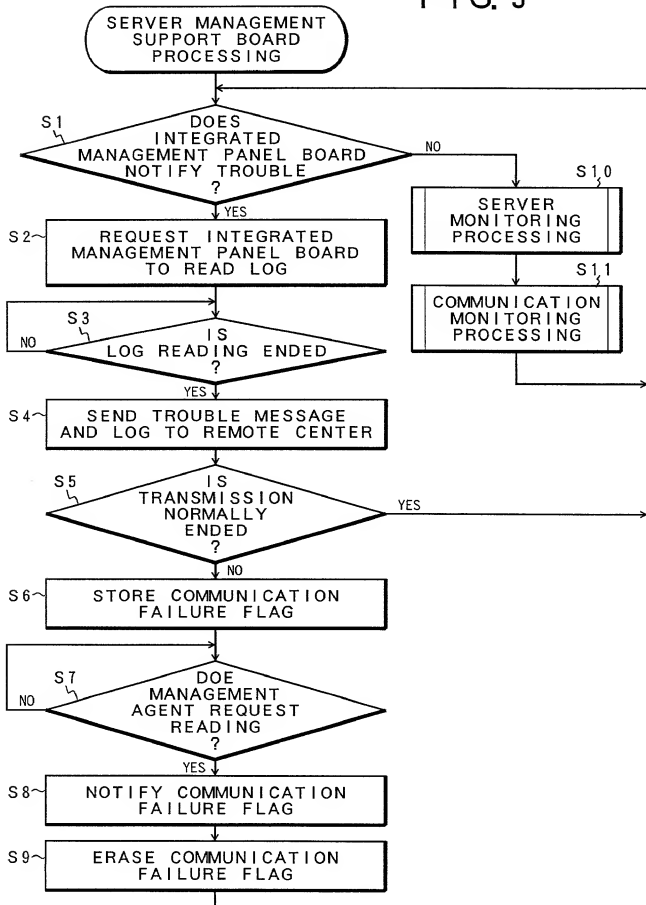 SERVER MANAGEMENT
SUPPORT BOARD
PROCESSING
S1
DOES
INTEGRATED
MANAGEMENT PANEL BOARD
NOTIFY TROUBLE
?
NO
YES
S10
SERVER
MONITORING
PROCESSING
S2
REQUEST INTEGRATED
MANAGEMENT PANEL BOARD
TO READ LOG
S11
COMMUNICATION
MONITORING
PROCESSING
S3
NO
IS
LOG READING ENDED
?
YES
S4
SEND TROUBLE MESSAGE
AND LOG TO REMOTE CENTER
S5
IS
TRANSMISSION
NORMALLY
ENDED
?
YES
NO
S6
STORE COMMUNICATION
FAILURE FLAG
S7
NO
DOE
MANAGEMENT
AGENT REQUEST
READING
?
YES
S8
NOTIFY COMMUNICATION
FAILURE FLAG
S9
ERASE COMMUNICATION
FAILURE FLAG